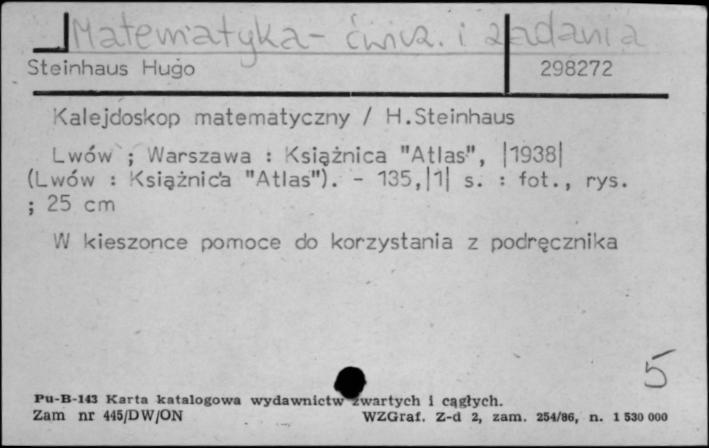 Matematyka - ćwicz. i zadania
Steinhaus Hugo 298272
Kalejdoskop matematyczny / H.Steinhaus
Lwów ; Warszawa : Książnica "Atlas", |1938|
(Lwów : Książnica "Atlas"). - 135,|1| s. : fot., rys.
; 25 cm
W kieszonce pomoce do korzystania z podręcznika
5
Pu-B-143 Karta katalogowa wydawnictw zwartych i ciągłych.
Zam nr 445/DW/ON WZGraf. Z-d 2, zam. 254/86, n. 1 530 000